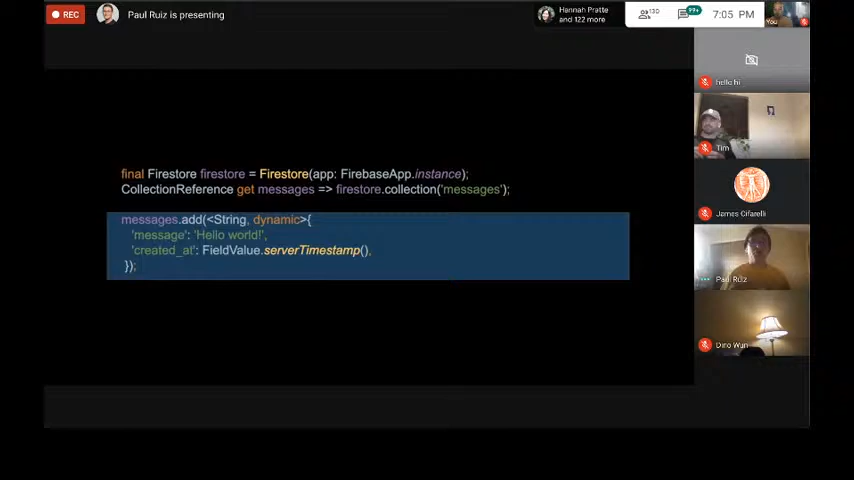 REC
Paul Ruiz is presenting
Hannah Pratte
and 122 more
130
99+
7:05 PM
You
hello hi
Tim
James Cifarelli
Paul Ruiz
Dino Wun
final Firestore firestore = Firestore(app: FirebaseApp.instance);
CollectionReference get messages => firestore.collection('messages');
messages.add(<String, dynamic>{
'message': 'Hello world!',
'created_at': FieldValue.serverTimestamp(),
});